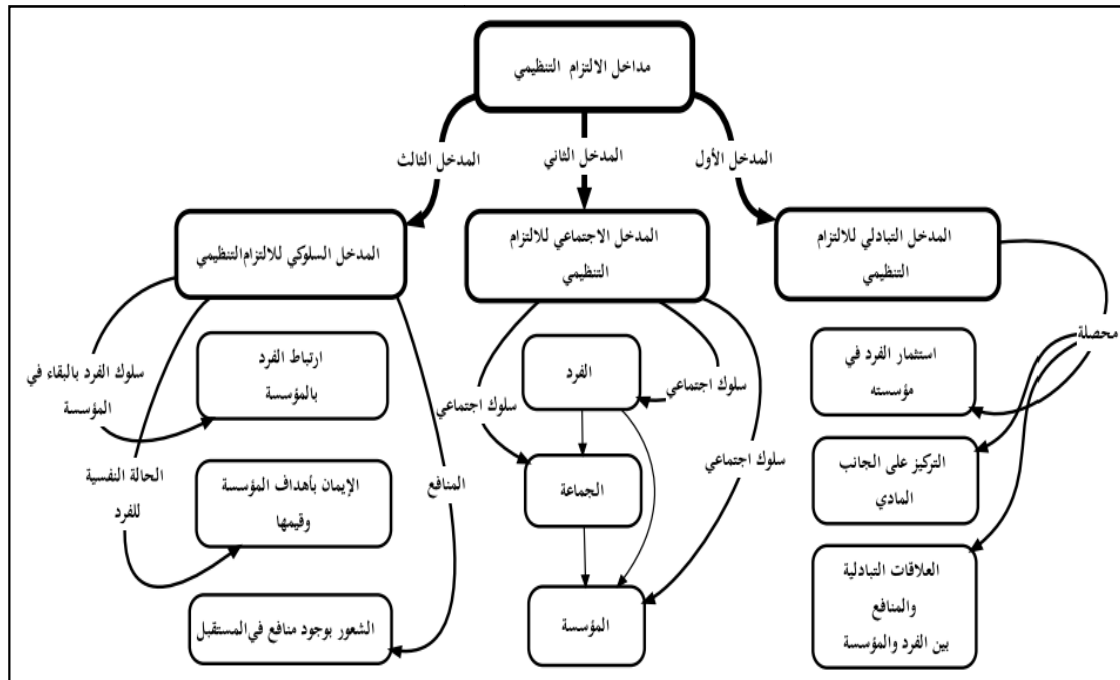 مداخل الالتزام التنظيمي
المدخل الأول
المدخل الثاني
المدخل الثالث
المدخل التبادلي للالتزام
التنظيمي
المدخل الاجتماعي للالتزام
التنظيمي
المدخل السلوكي للالتزام التنظيمي
محصلة
استثمار الفرد في
مؤسسته
التركيز على الجانب
المادي
العلاقات التبادلية
والمنافع
بين الفرد والمؤسسة
سلوك اجتماعي
سلوك اجتماعي
سلوك اجتماعي
الفرد
الجماعة
المؤسسة
سلوك الفرد بالبقاء في
المؤسسة
الحالة النفسية
للفرد
المنافع
ارتباط الفرد
بالمؤسسة
الإيمان بأهداف المؤسسة
وقيمها
الشعور بوجود منافع في المستقبل